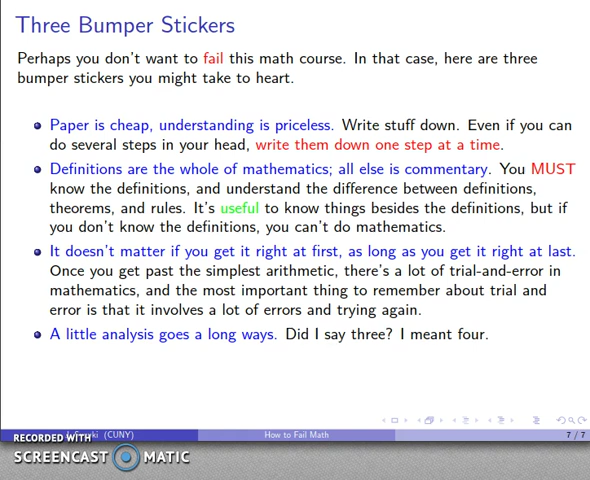 Three Bumper Stickers
Perhaps you don't want to fail this math course. In that case, here are three
bumper stickers you might take to heart.
Paper is cheap, understanding is priceless. Write stuff down. Even if you can
do several steps in your head, write them down one step at a time.
Definitions are the whole of mathematics; all else is commentary. You MUST
know the definitions, and understand the difference between definitions,
theorems, and rules. It's useful to know things besides the definitions, but if
you don't know the definitions, you can't do mathematics.
It doesn't matter if you get it right at first, as long as you get it right at last.
Once you get past the simplest arithmetic, there's a lot of trial-and-error in
mathematics, and the most important thing to remember about trial and
error is that it involves a lot of errors and trying again.
A little analysis goes a long ways. Did I say three? I meant four.
(CUNY) How to Fail Math 7 / 7
RECORDED WITH
SCREENCAST MATIC